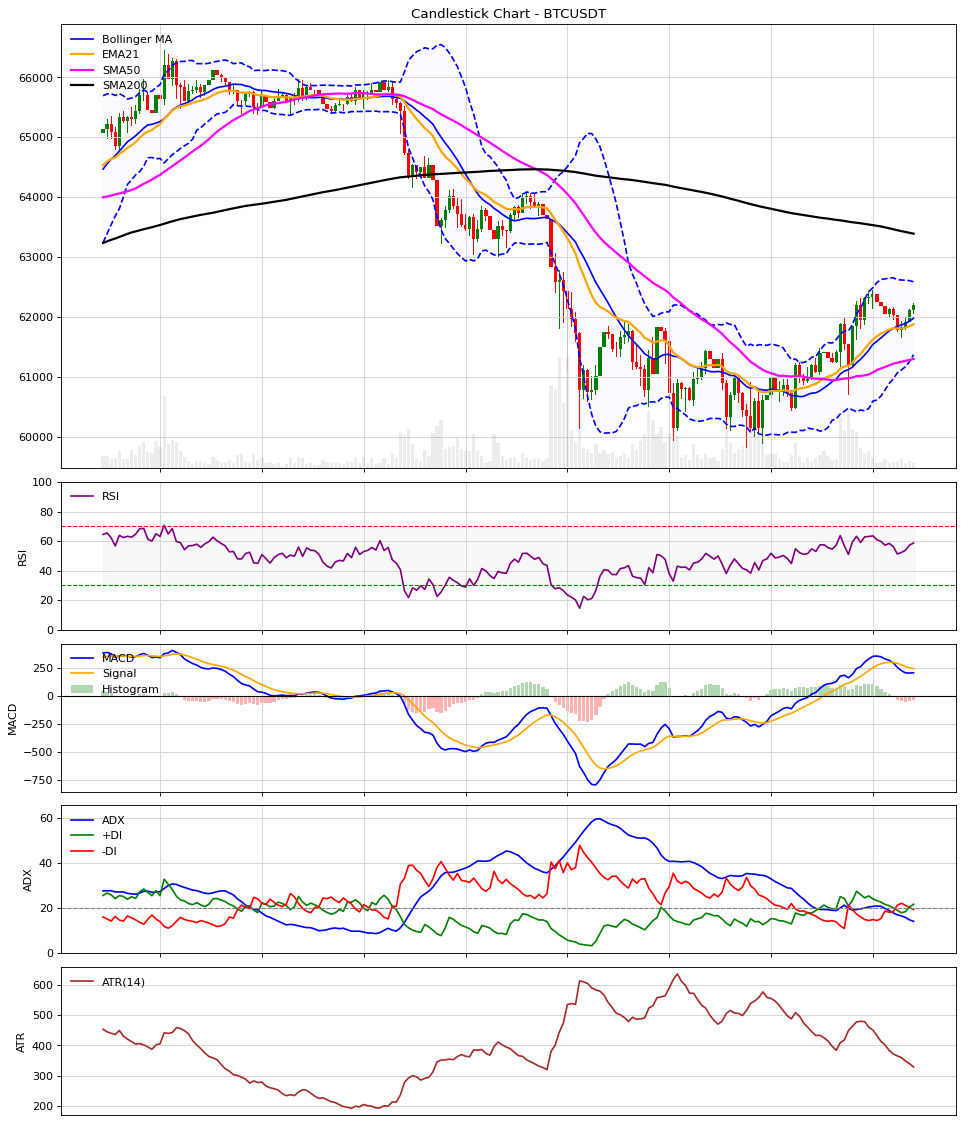 Candlestick Chart - BTCUSDT
Bollinger MA
EMA21
SMA50
SMA200
66000
65000
64000
63000
62000
61000
60000
RSI
RSI
100
80
60
40
20
0
MACD
Signal
Histogram
MACD
250
0
−250
−500
−750
ADX
+DI
-DI
ADX
60
40
20
0
ATR(14)
ATR
600
500
400
300
200